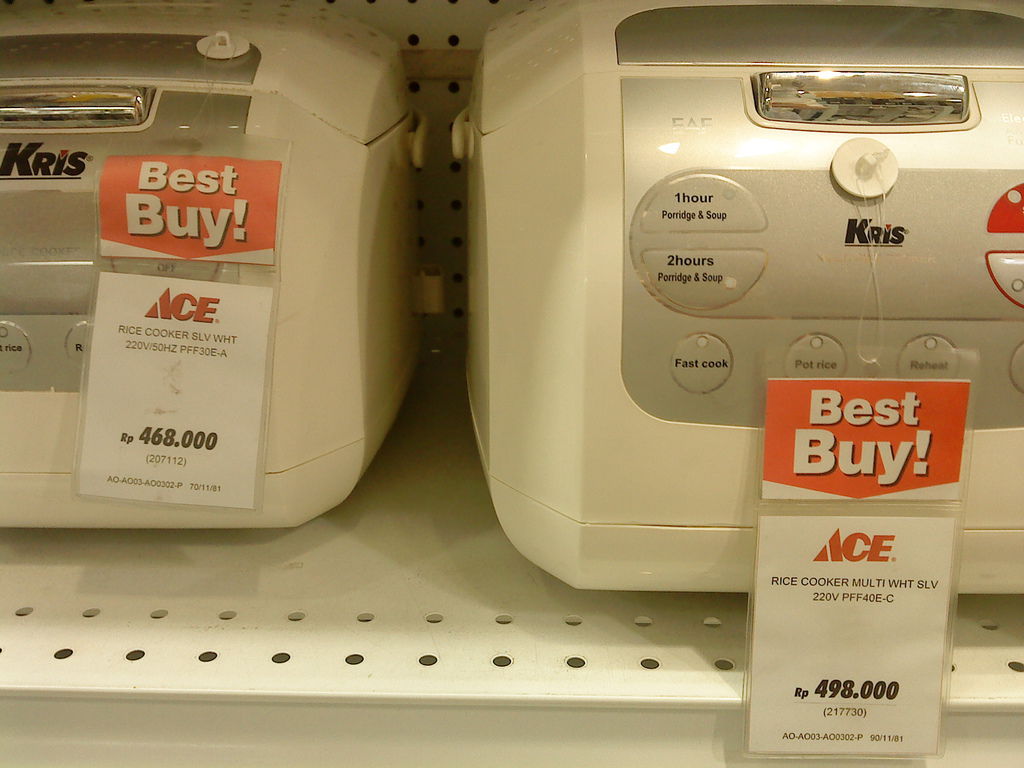 KRIS®
Best
Buy!
OFF
ACE
RICE COOKER SLV WHT
220V/50HZ PFF30E-A
Rp 468.000
(207112)
AO-AO03-AO0302-P 70/11/81
rice
R
1hour
Porridge & Soup
2hours
Porridge & Soup
KRIS
Fast cook
Pot rice
Reheat
Best
Buy!
ACE
RICE COOKER MULTI WHT SLV
220V PFF40E-C
Rp 498.000
(217730)
AO-AO03-AO0302-P 90/11/81